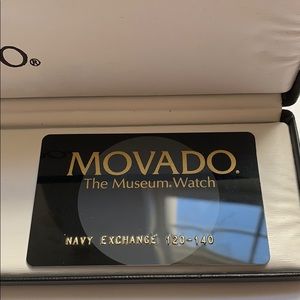 O®
MOVADO®
The Museum.Watch
NAVY EXCHANGE 120-140